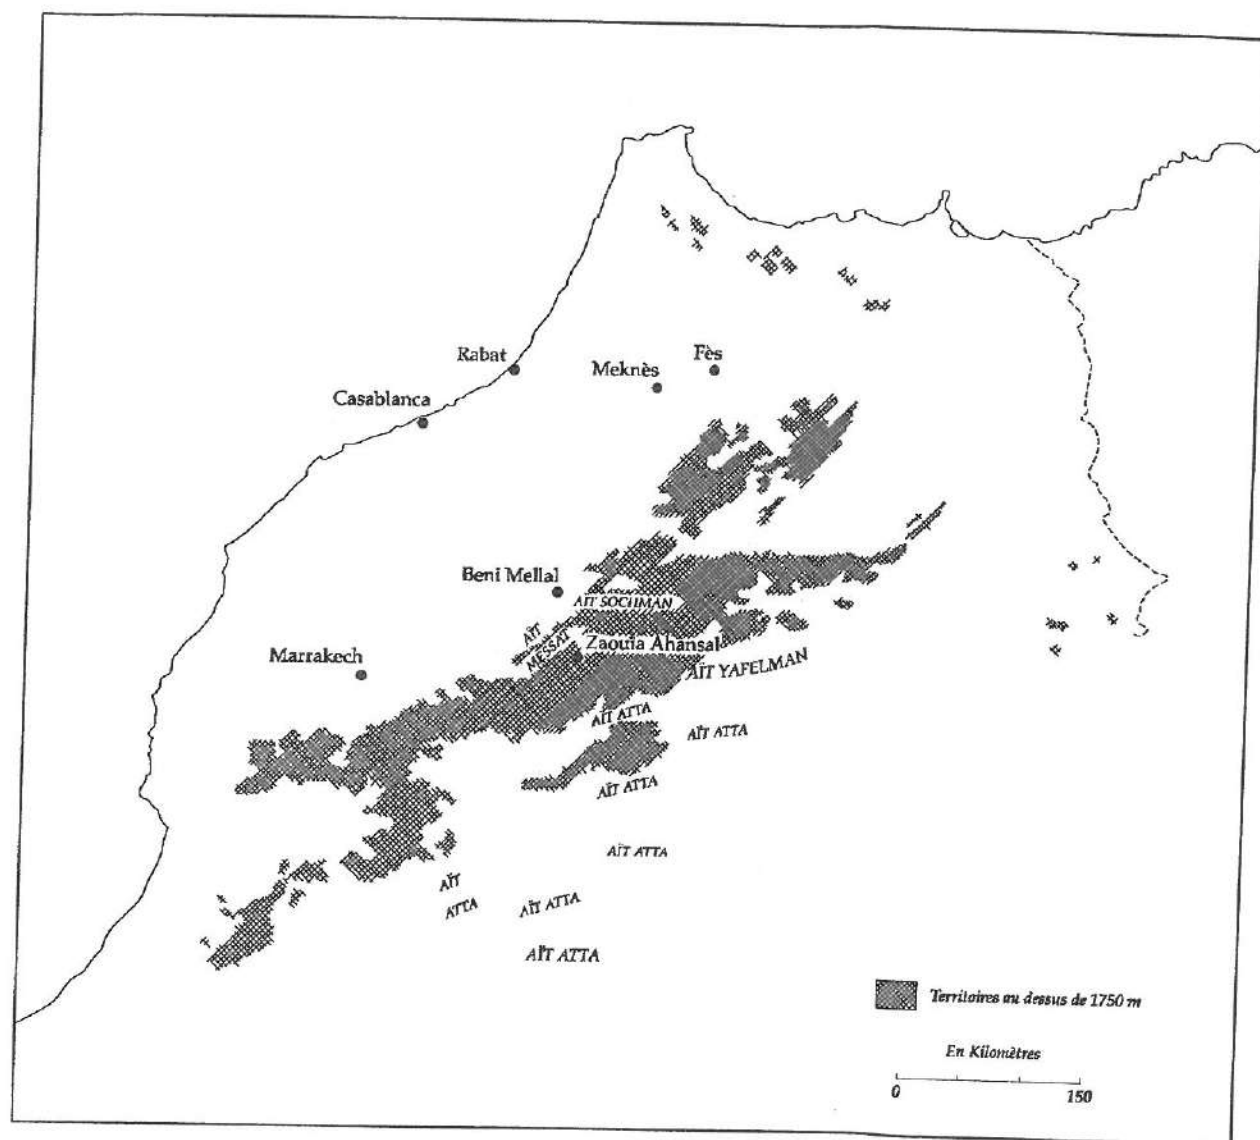 Rabat
Fès
Meknès
Casablanca
Beni Mellal
AÏT SOCHMAN
AÏT
MESSAT
Zaouïa Ahansal
Marrakech
AÏT YAFELMAN
AÏT ATTA
AÏT ATTA
AÏT ATTA
AÏT ATTA
AÏT
ATTA
AÏT ATTA
AÏT ATTA
Territoires au dessus de 1750 m
En Kilomètres
0 150